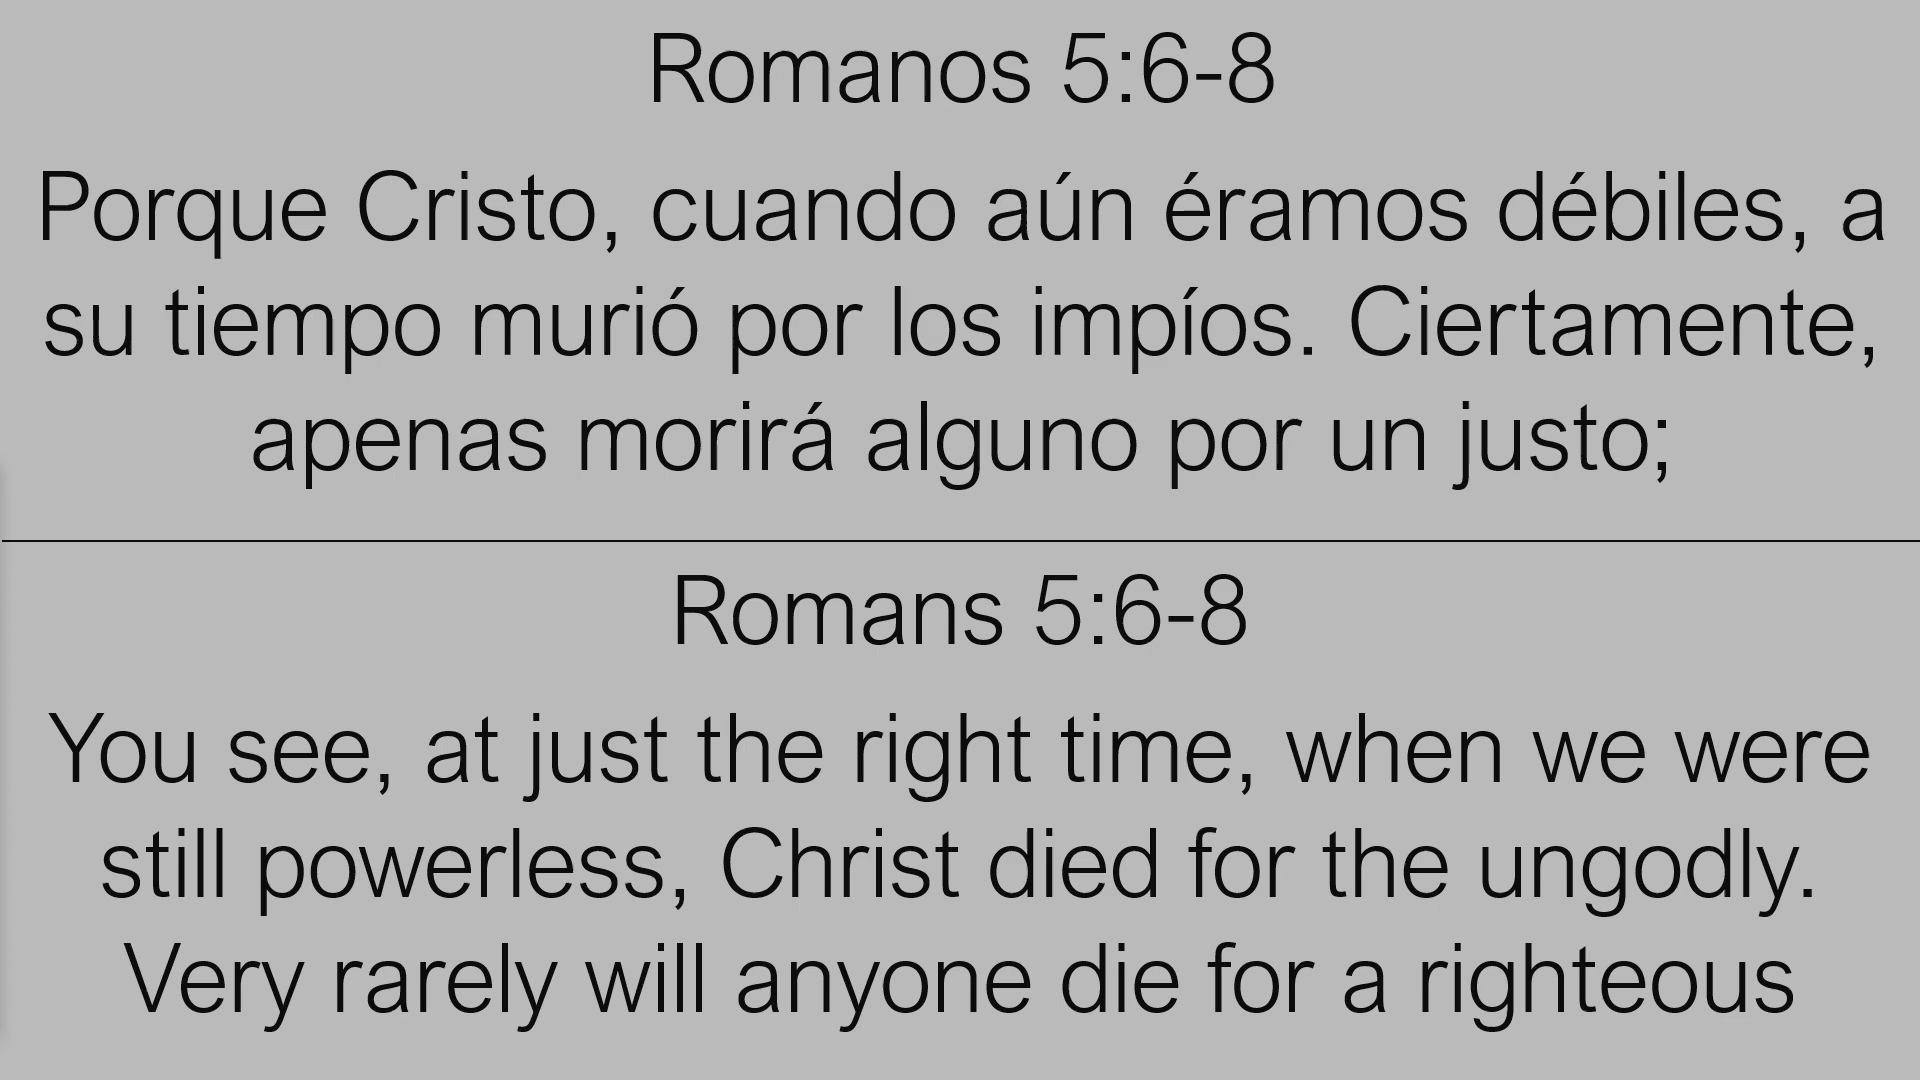 Romanos 5:6-8
Porque Cristo, cuando aún éramos débiles, a
su tiempo murió por los impíos. Ciertamente,
apenas morirá alguno por un justo;
Romans 5:6-8
You see, at just the right time, when we were
still powerless, Christ died for the ungodly.
Very rarely will anyone die for a righteous